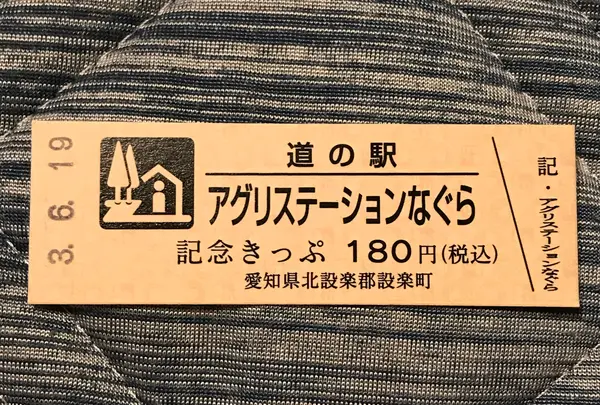 3.6.19
道の駅
アグリステーションなぐら
記念きっぷ 180円(税込)
愛知県北設楽郡設楽町
記・アグリステーションなぐら